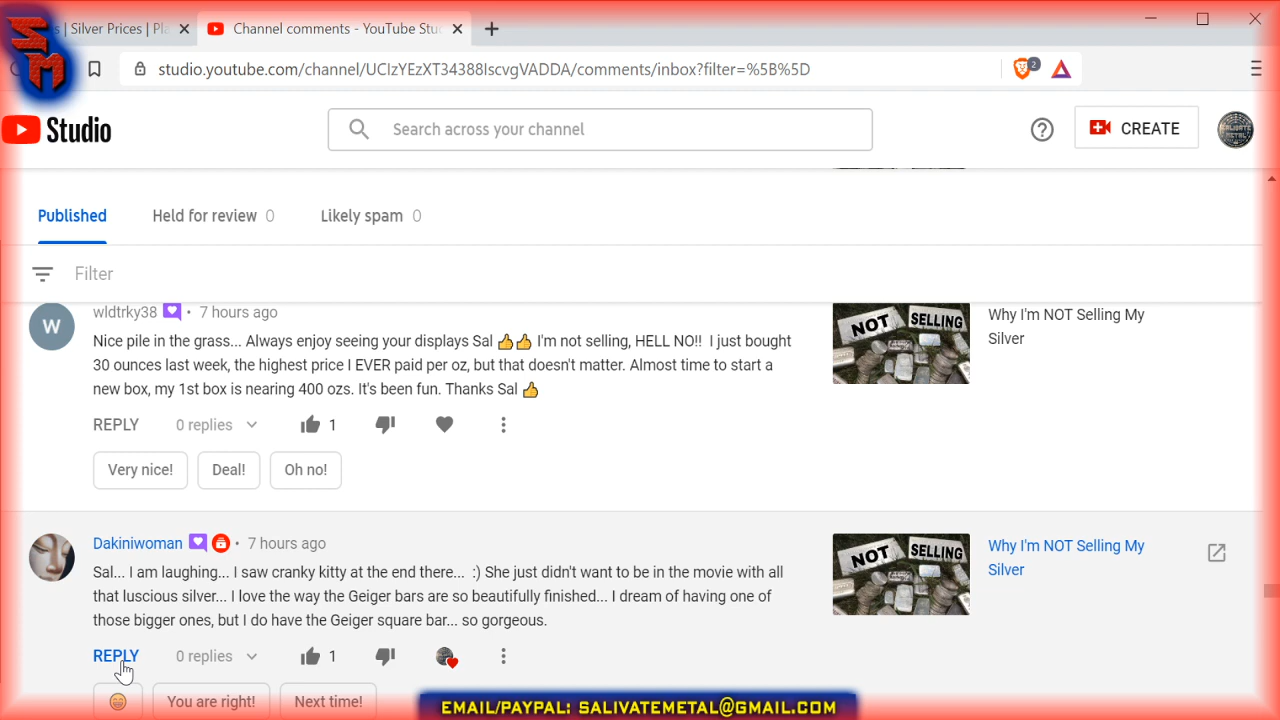 SM
| Silver Prices | Pla
Channel comments - YouTube Stu
studio.youtube.com/channel/UCIzYEzXT34388IscvgVADDA/comments/inbox?filter=%5B%5D
2
Studio
Search across your channel
CREATE
SALIVATE METAL
Published
Held for review 0
Likely spam 0
Filter
W
wldtrky38 • 7 hours ago
Nice pile in the grass... Always enjoy seeing your displays Sal 👍👍 I'm not selling, HELL NO!! I just bought
30 ounces last week, the highest price I EVER paid per oz, but that doesn't matter. Almost time to start a
new box, my 1st box is nearing 400 ozs. It's been fun. Thanks Sal 👍
REPLY 0 replies 1
Very nice! Deal! Oh no!
NOT SELLING
Why I'm NOT Selling My
Silver
Dakiniwoman • 7 hours ago
Sal... I am laughing... I saw cranky kitty at the end there... :) She just didn't want to be in the movie with all
that luscious silver... I love the way the Geiger bars are so beautifully finished... I dream of having one of
those bigger ones, but I do have the Geiger square bar... so gorgeous.
REPLY 0 replies 1
😄 You are right! Next time!
NOT SELLING
Why I'm NOT Selling My
Silver
EMAIL/PAYPAL: SALIVATEMETAL@GMAIL.COM